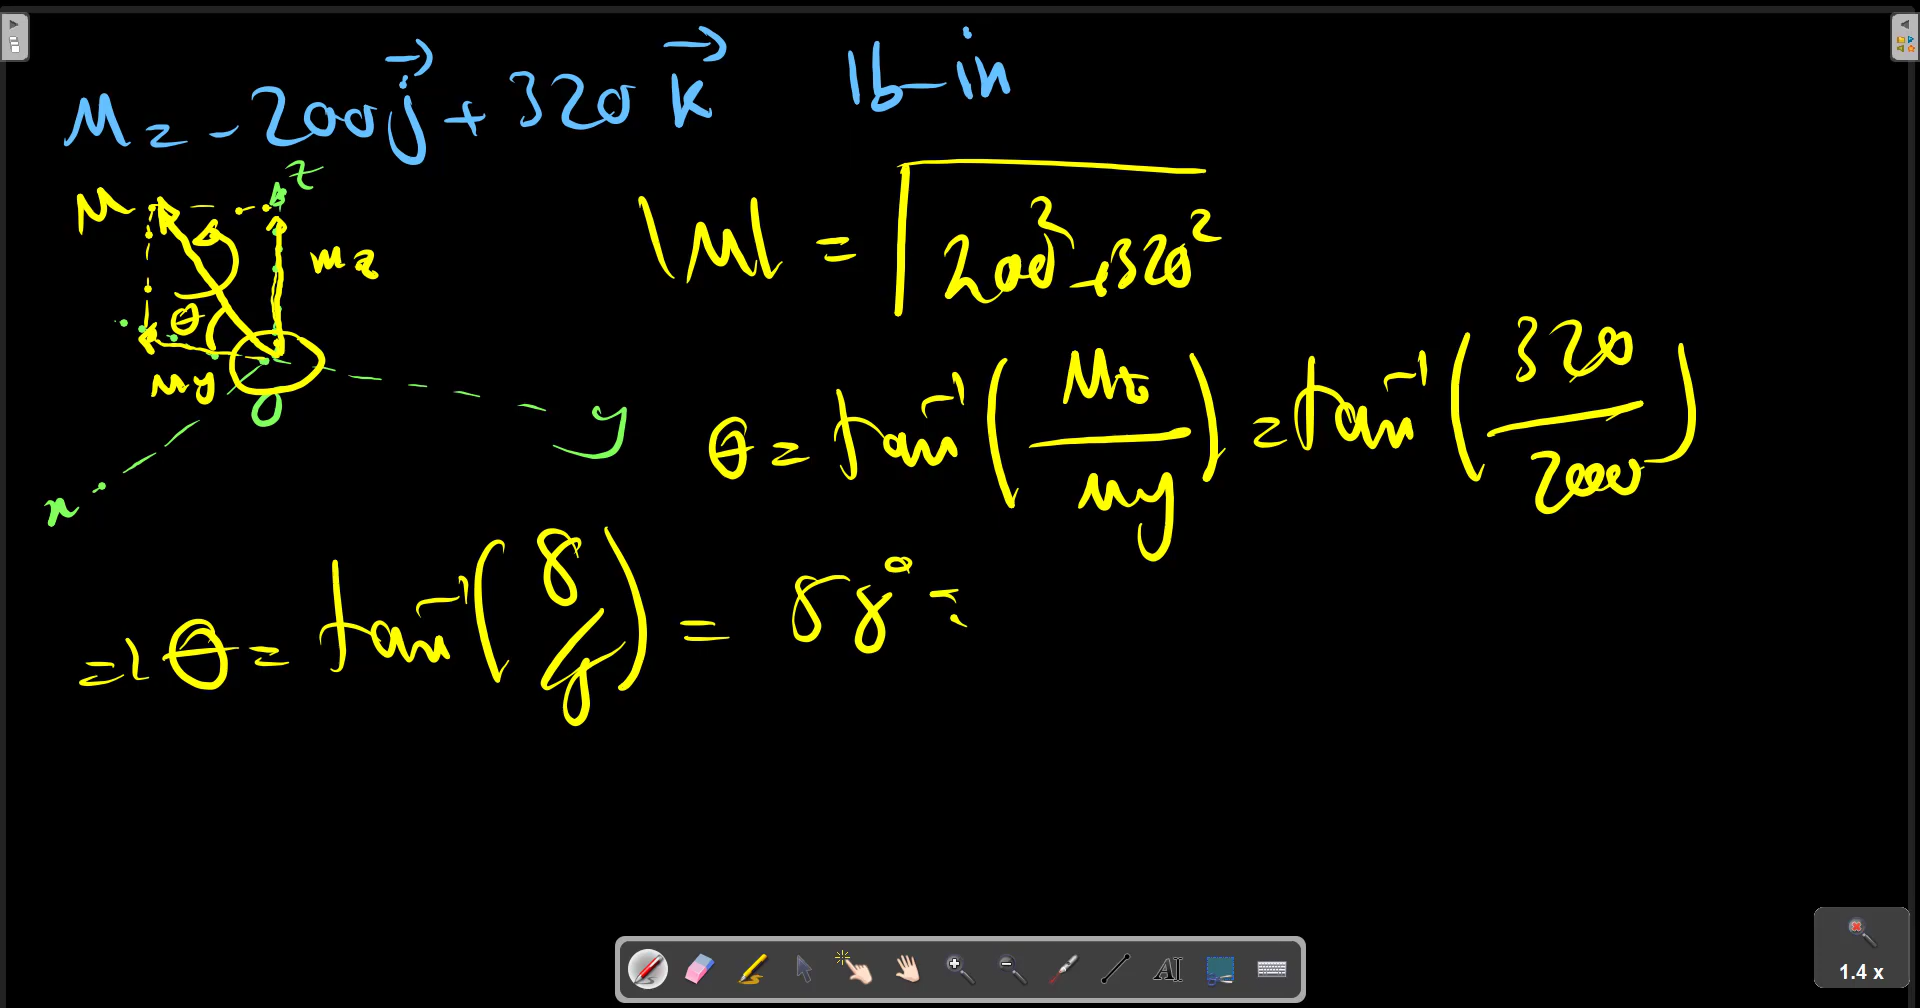 M = -200j + 320 k lb-in
z
M
Mz
θ
My
O
y
x
|M| = √200² + 320²
θ = tan⁻¹ (Mz / My) = tan⁻¹ (320 / 200)
=> θ = tan⁻¹ (8/5) = 58° =
1.4 x